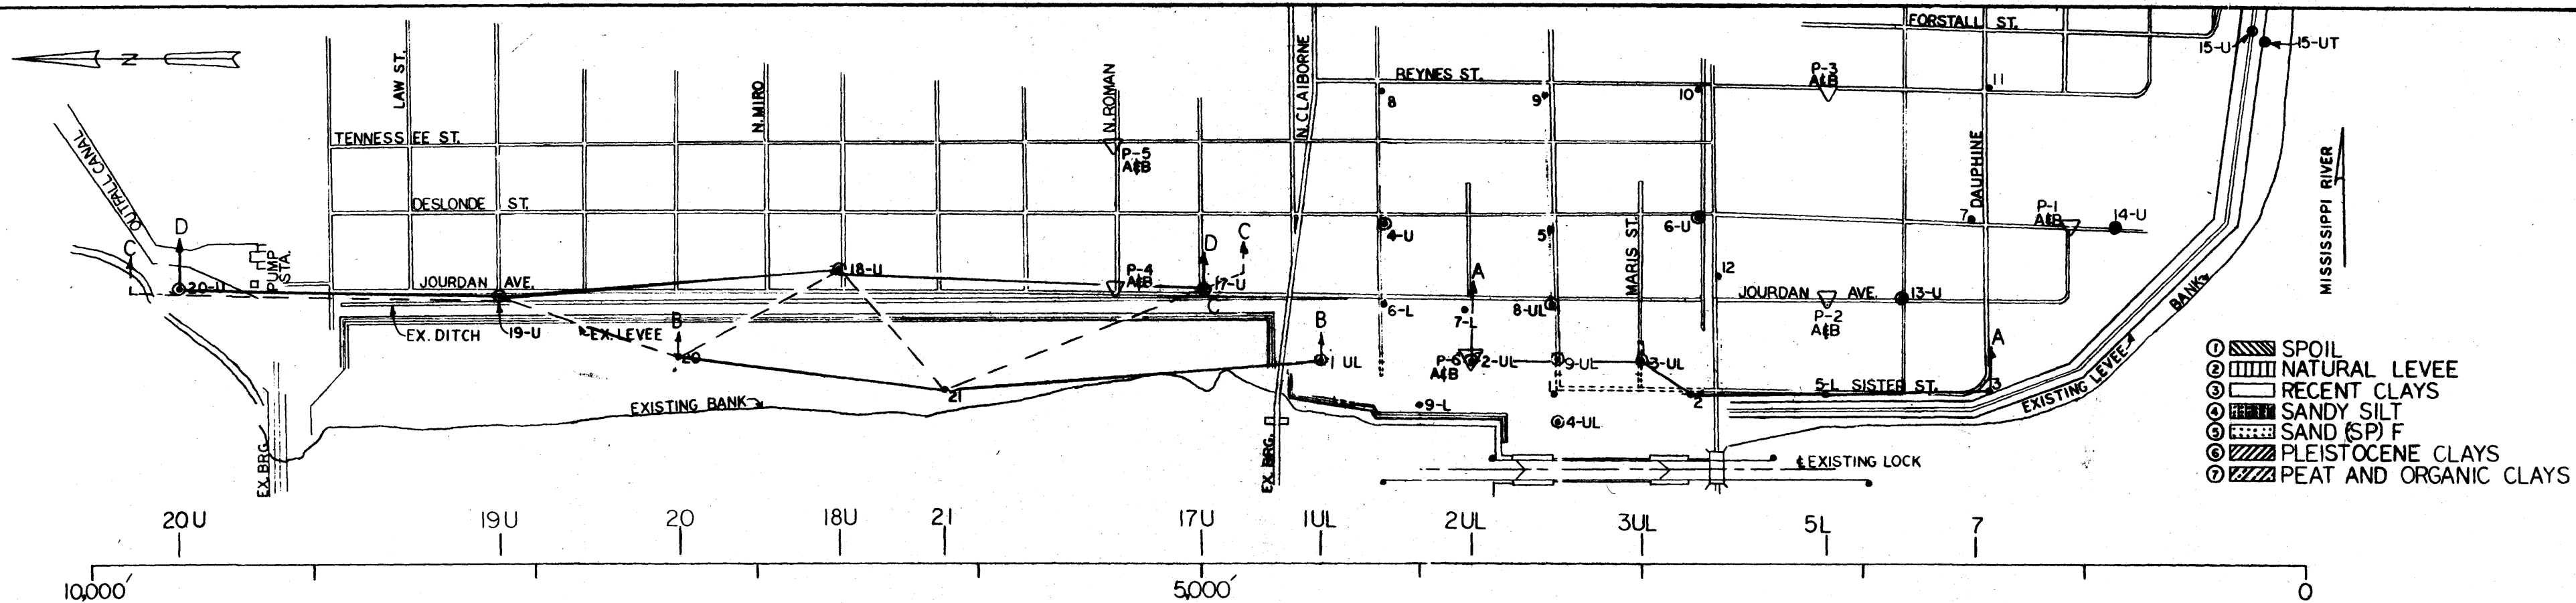 N
OUTFALL CANAL
LAW ST.
N. MIRO
N. ROMAN
N CLAIBORNE
FORSTALL ST.
REYNES ST.
TENNESSEE ST.
DESLONDE ST.
JOURDAN AVE.
JOURDAN AVE.
MARIS ST.
DAUPHINE
SISTER ST.
MISSISSIPPI RIVER
PUMP STA.
EX. DITCH
EX. LEVEE
EXISTING BANK
EX. BRG.
EX. BRG.
EXISTING LEVEE
BANK
℄ EXISTING LOCK
15-U
15-UT
P-3
A&B
11
8
9
10
P-5
A&B
P-1
A&B
14-U
7
4-U
5
6-U
12
C
D
20-U
18-U
P-4
A&B
D
C
17-U
C
19-U
B
20
21
B
1 UL
6-L
A
7-L
8-UL
P-6
A&B
2-UL
9-UL
3-UL
P-2
A&B
13-U
A
9-L
1
4-UL
2
5-L
3
① SPOIL
② NATURAL LEVEE
③ RECENT CLAYS
④ SANDY SILT
⑤ SAND (SP) F
⑥ PLEISTOCENE CLAYS
⑦ PEAT AND ORGANIC CLAYS
20U 19U 20 18U 21 17U 1UL 2UL 3UL 5L 7
10,000' 5,000' 0